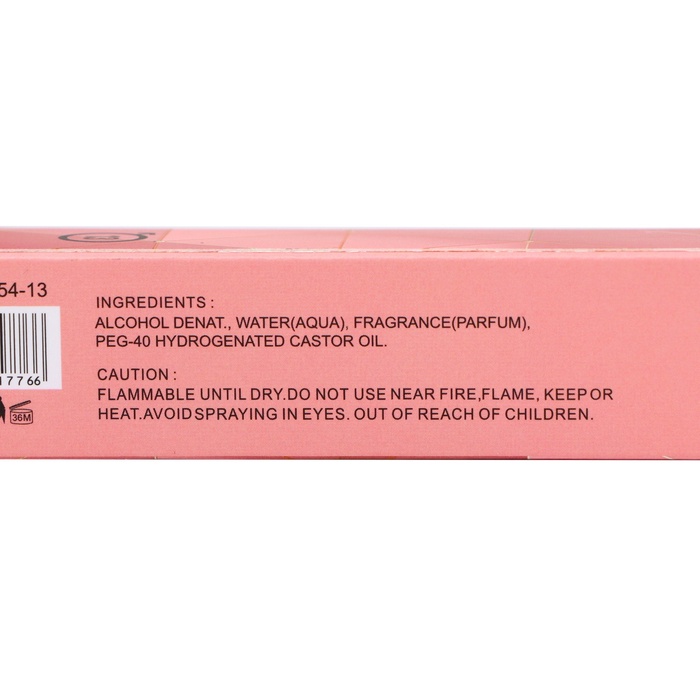 54-13
INGREDIENTS :
ALCOHOL DENAT., WATER(AQUA), FRAGRANCE(PARFUM),
PEG-40 HYDROGENATED CASTOR OIL.
7766
CAUTION :
FLAMMABLE UNTIL DRY.DO NOT USE NEAR FIRE,FLAME, KEEP OR
36M
HEAT.AVOID SPRAYING IN EYES. OUT OF REACH OF CHILDREN.